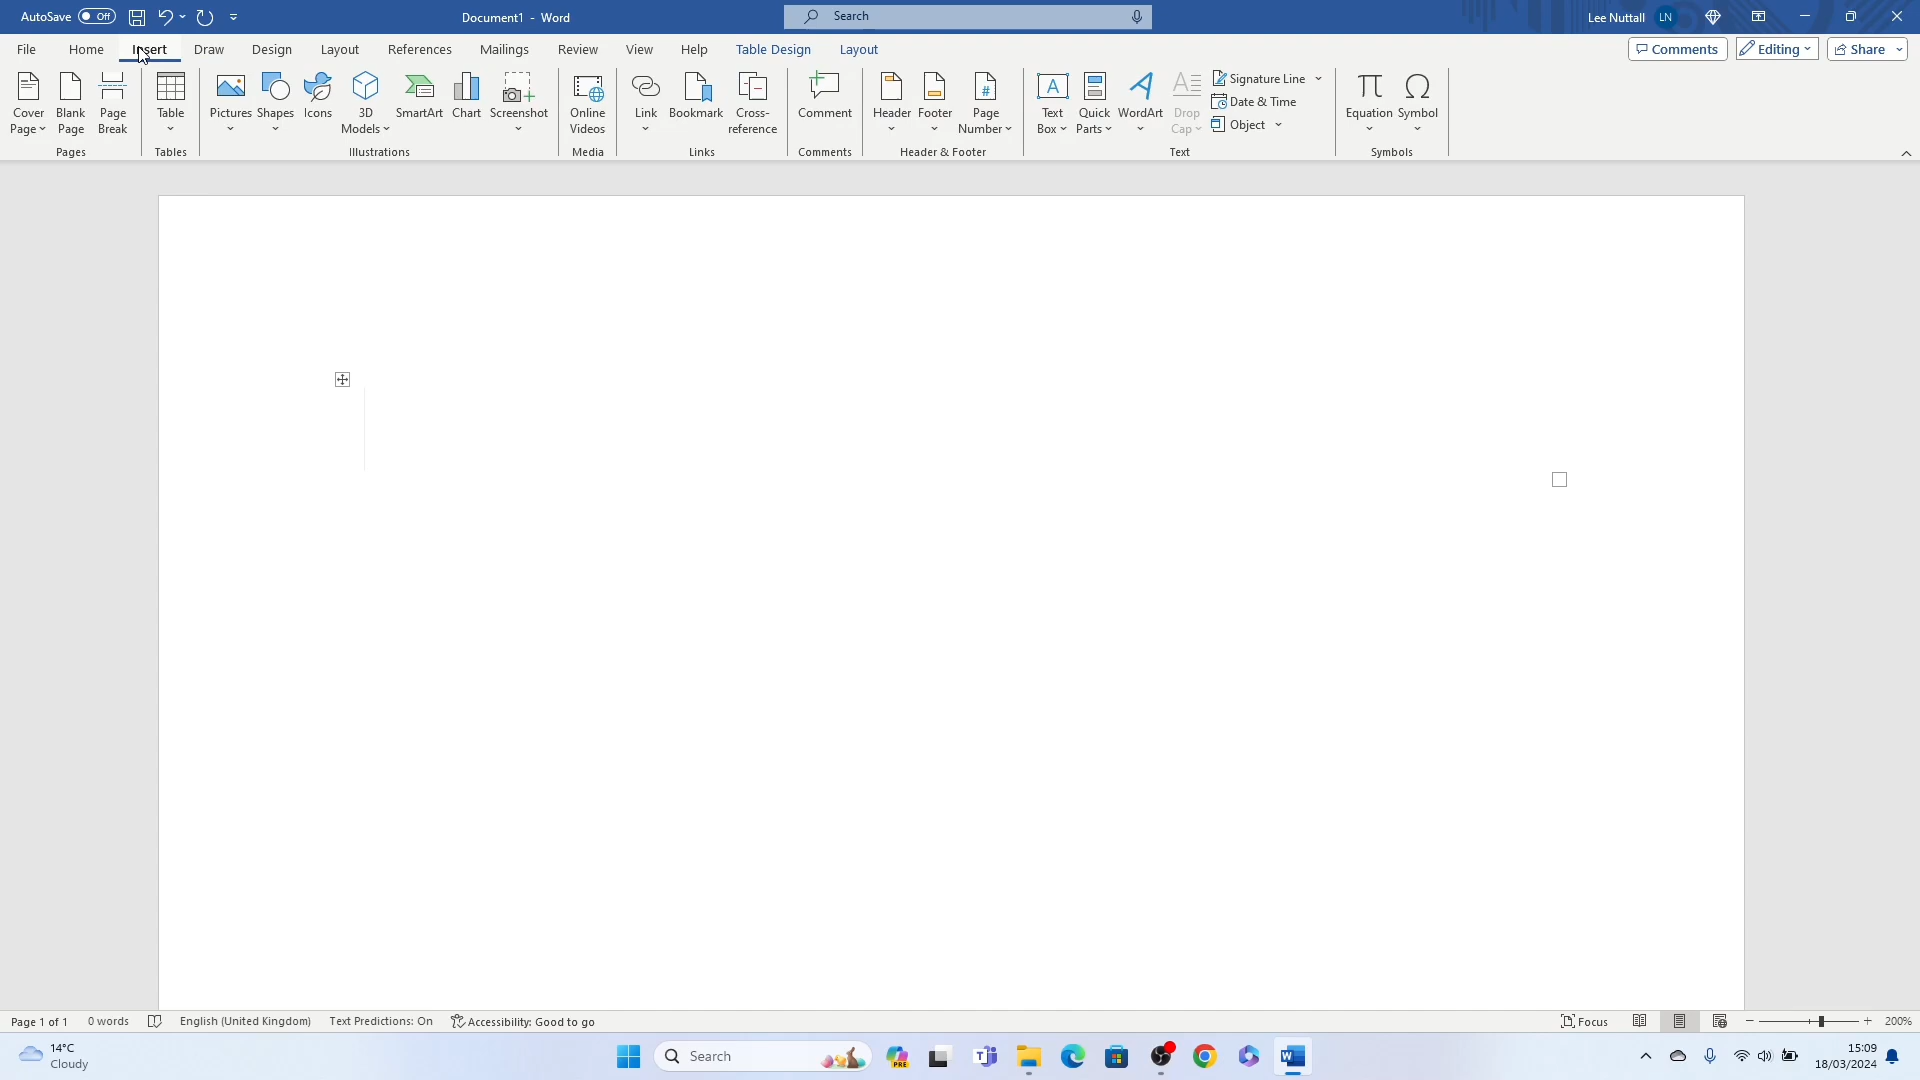 AutoSave Off Document1 - Word Search Lee Nuttall LN
File Home Insert Draw Design Layout References Mailings Review View Help Table Design Layout Comments Editing Share
Cover Page
Blank Page
Page Break
Pages
Table
Tables
Pictures
Shapes
Icons
3D Models
SmartArt
Chart
Screenshot
Illustrations
Online Videos
Media
Link
Bookmark
Cross-reference
Links
Comment
Comments
Header
Footer
Page Number
Header & Footer
Text Box
Quick Parts
WordArt
Drop Cap
Signature Line
Date & Time
Object
Text
Equation
Symbol
Symbols
Page 1 of 1 0 words English (United Kingdom) Text Predictions: On Accessibility: Good to go Focus 200%
14°C
Cloudy
Search
PRE
15:09
18/03/2024